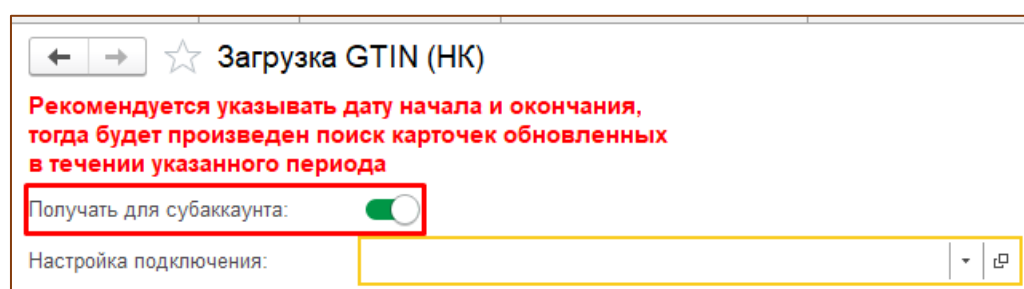 Загрузка GTIN (НК)
Рекомендуется указывать дату начала и окончания,
тогда будет произведен поиск карточек обновленных
в течении указанного периода
Получать для субаккаунта:
Настройка подключения: